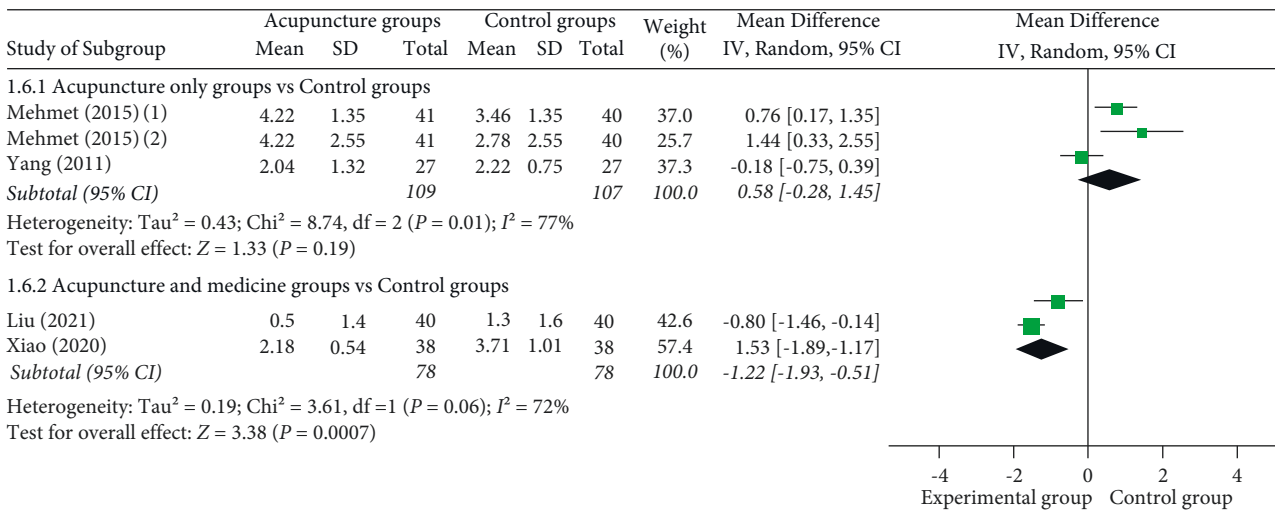 Acupuncture groups Control groups Weight (%) Mean Difference Mean Difference
Study of Subgroup Mean SD Total Mean SD Total IV, Random, 95% CI IV, Random, 95% CI
1.6.1 Acupuncture only groups vs Control groups
Mehmet (2015) (1) 4.22 1.35 41 3.46 1.35 40 37.0 0.76 [0.17, 1.35]
Mehmet (2015) (2) 4.22 2.55 41 2.78 2.55 40 25.7 1.44 [0.33, 2.55]
Yang (2011) 2.04 1.32 27 2.22 0.75 27 37.3 -0.18 [-0.75, 0.39]
Subtotal (95% CI) 109 107 100.0 0.58 [-0.28, 1.45]
Heterogeneity: Tau² = 0.43; Chi² = 8.74, df = 2 (P = 0.01); I² = 77%
Test for overall effect: Z = 1.33 (P = 0.19)
1.6.2 Acupuncture and medicine groups vs Control groups
Liu (2021) 0.5 1.4 40 1.3 1.6 40 42.6 -0.80 [-1.46, -0.14]
Xiao (2020) 2.18 0.54 38 3.71 1.01 38 57.4 1.53 [-1.89,-1.17]
Subtotal (95% CI) 78 78 100.0 -1.22 [-1.93, -0.51]
Heterogeneity: Tau² = 0.19; Chi² = 3.61, df =1 (P = 0.06); I² = 72%
Test for overall effect: Z = 3.38 (P = 0.0007)
-4 -2 0 2 4
Experimental group Control group